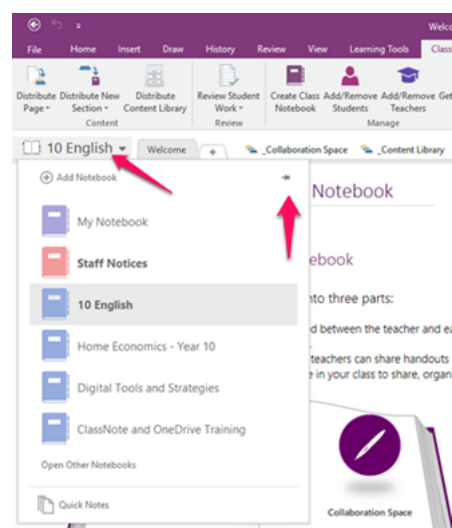 Welco
File Home Insert Draw History Review View Learning Tools Class
Distribute Distribute New Distribute Review Student Create Class Add/Remove Add/Remove Get
Page Section Content Library Work Notebook Students Teachers
Content Review Manage
10 English Welcome + _Collaboration Space _Content Library
Add Notebook
Notebook
My Notebook
Staff Notices
ebook
10 English
nto three parts:
d between the teacher and ea
Home Economics - Year 10
teachers can share handouts
e in your class to share, organ
Digital Tools and Strategies
ClassNote and OneDrive Training
Open Other Notebooks
Quick Notes
Collaboration Space